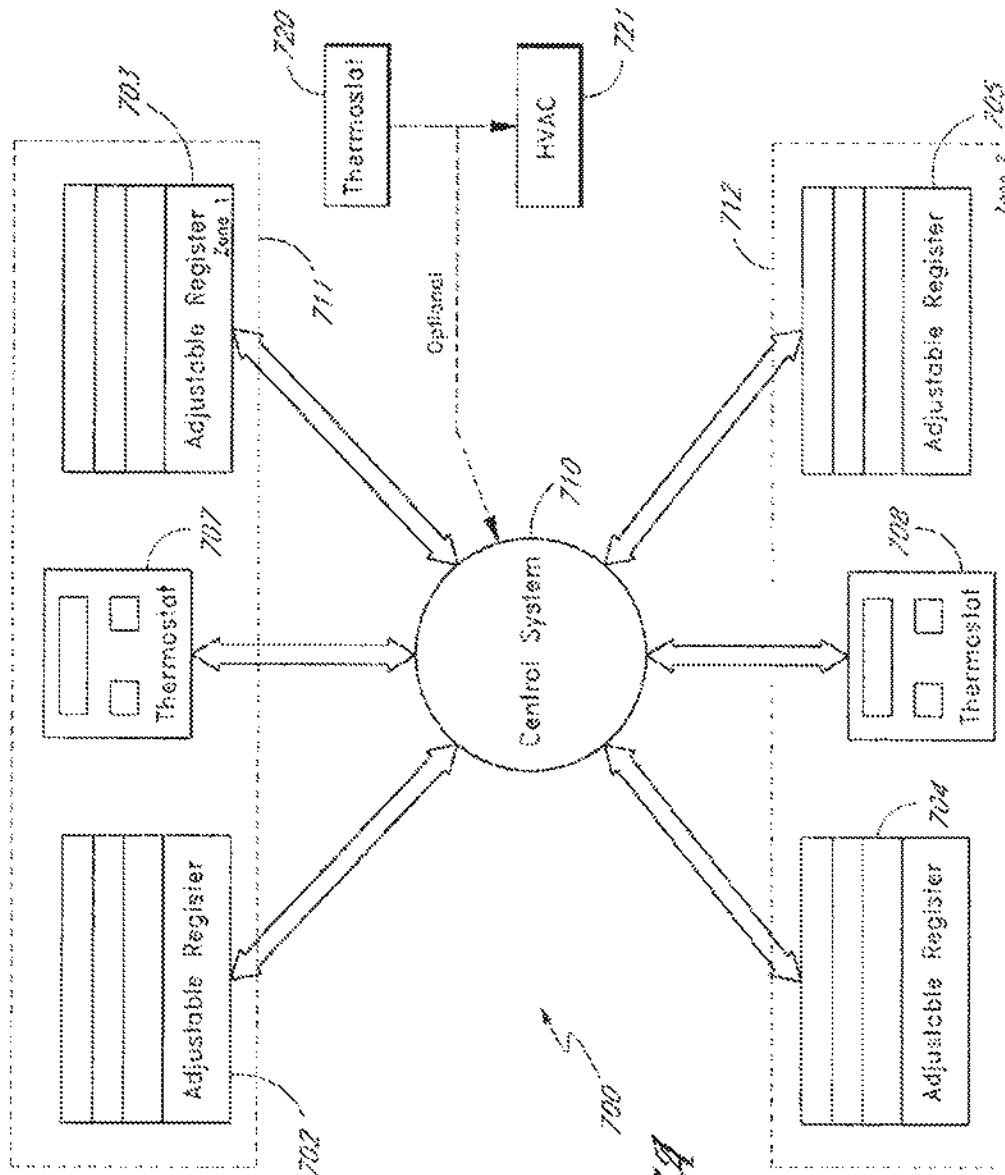 702
Adjustable Register
707
Thermostat
703
Adjustable Register
Zone 1
711
720
Thermostat
721
HVAC
Optional
710
Control System
700
712
704
Adjustable Register
708
Thermostat
705
Adjustable Register